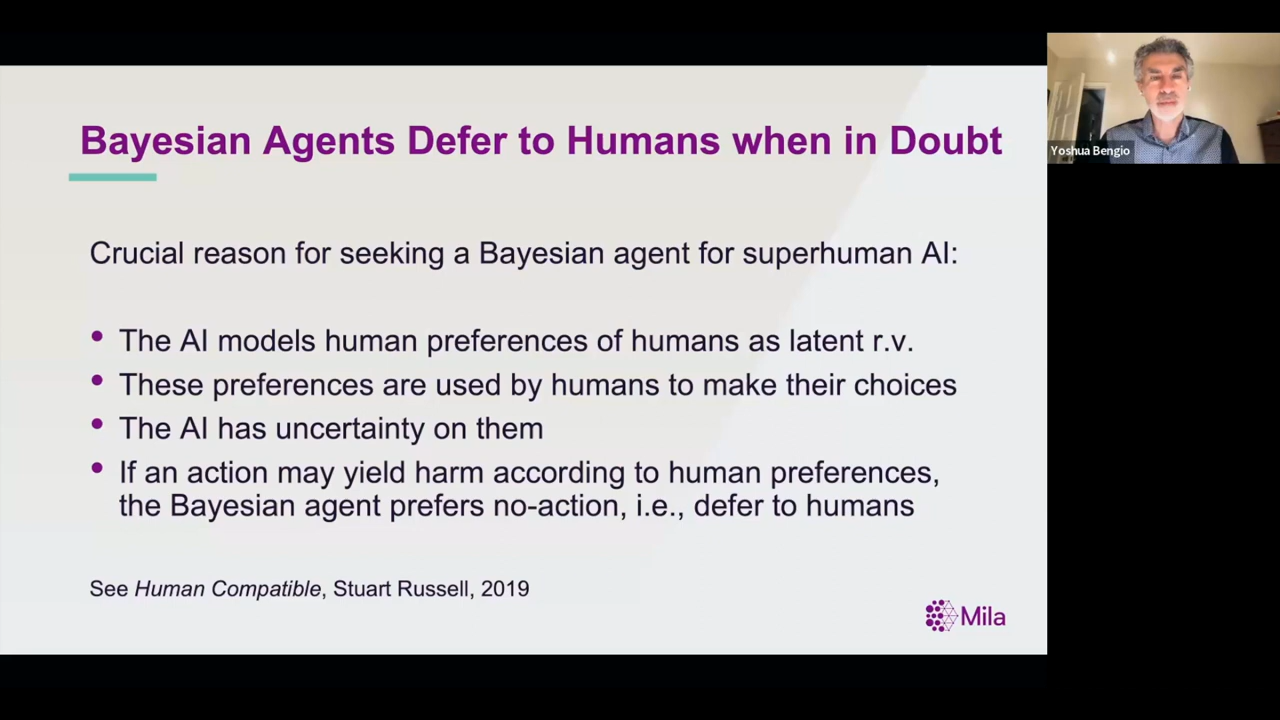 Bayesian Agents Defer to Humans when in Doubt
Crucial reason for seeking a Bayesian agent for superhuman AI:
• The AI models human preferences of humans as latent r.v.
• These preferences are used by humans to make their choices
• The AI has uncertainty on them
• If an action may yield harm according to human preferences,
the Bayesian agent prefers no-action, i.e., defer to humans
See Human Compatible, Stuart Russell, 2019
Mila
Yoshua Bengio